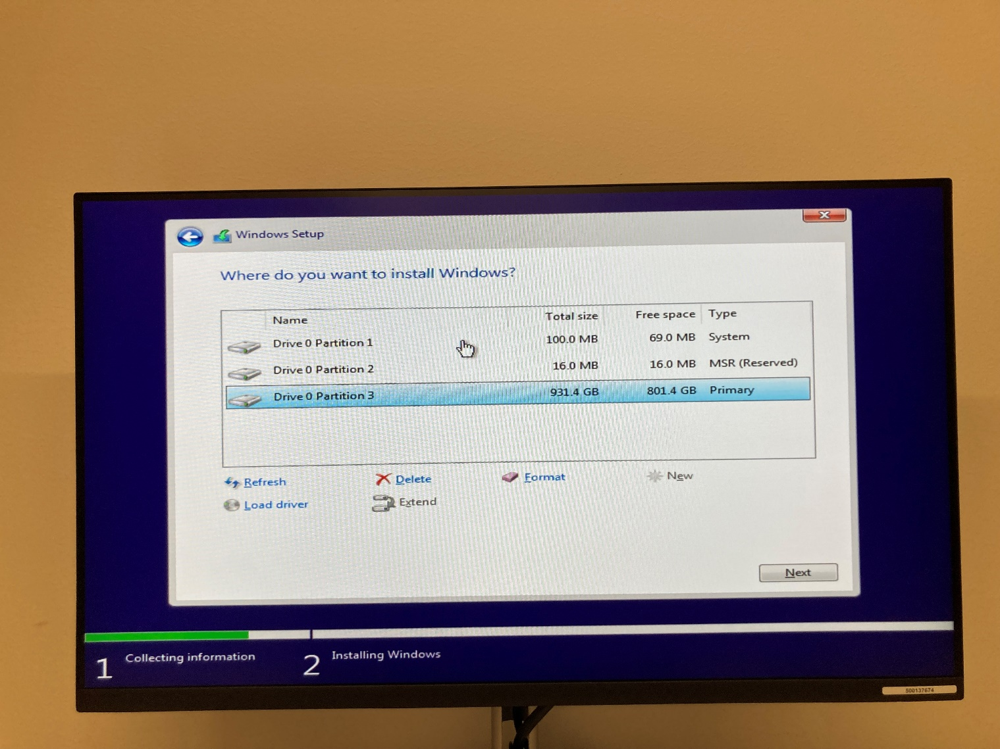 Windows Setup
Where do you want to install Windows?
Name Total size Free space Type
Drive 0 Partition 1 100.0 MB 69.0 MB System
Drive 0 Partition 2 16.0 MB 16.0 MB MSR (Reserved)
Drive 0 Partition 3 931.4 GB 801.4 GB Primary
Refresh Delete Format New
Load driver Extend
Next
1 Collecting information 2 Installing Windows
500137674